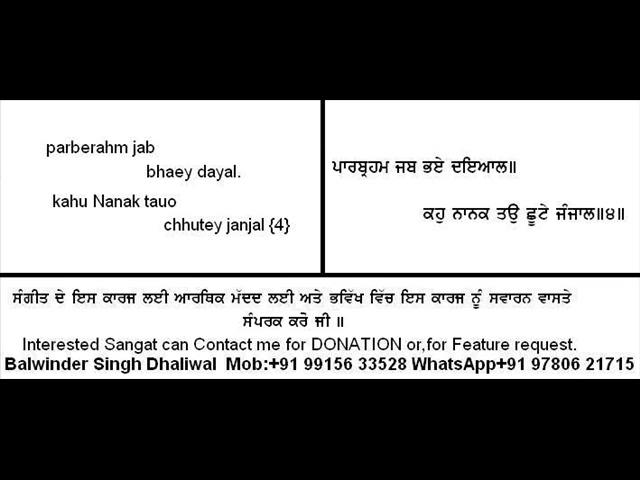 parberahm jab
bhaey dayal.
kahu Nanak tauo
chhutey janjal {4}
ਪਾਰਬ੍ਰਹਮ ਜਬ ਭਏ ਦਇਆਲ॥
ਕਹੁ ਨਾਨਕ ਤਉ ਛੂਟੇ ਜੰਜਾਲ॥੪॥
ਸੰਗੀਤ ਦੇ ਇਸ ਕਾਰਜ ਲਈ ਆਰਥਿਕ ਮੱਦਦ ਲਈ ਅਤੇ ਭਵਿੱਖ ਵਿੱਚ ਇਸ ਕਾਰਜ ਨੂੰ ਸਵਾਰਨ ਵਾਸਤੇ
ਸੰਪਰਕ ਕਰੋ ਜੀ ॥
Interested Sangat can Contact me for DONATION or,for Feature request.
Balwinder Singh Dhaliwal Mob:+91 99156 33528 WhatsApp+91 97806 21715